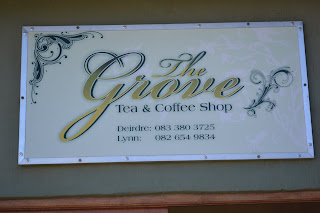 The
Grove
Tea & Coffee Shop
Deirdre: 083 380 3725
Lynn: 082 654 9834